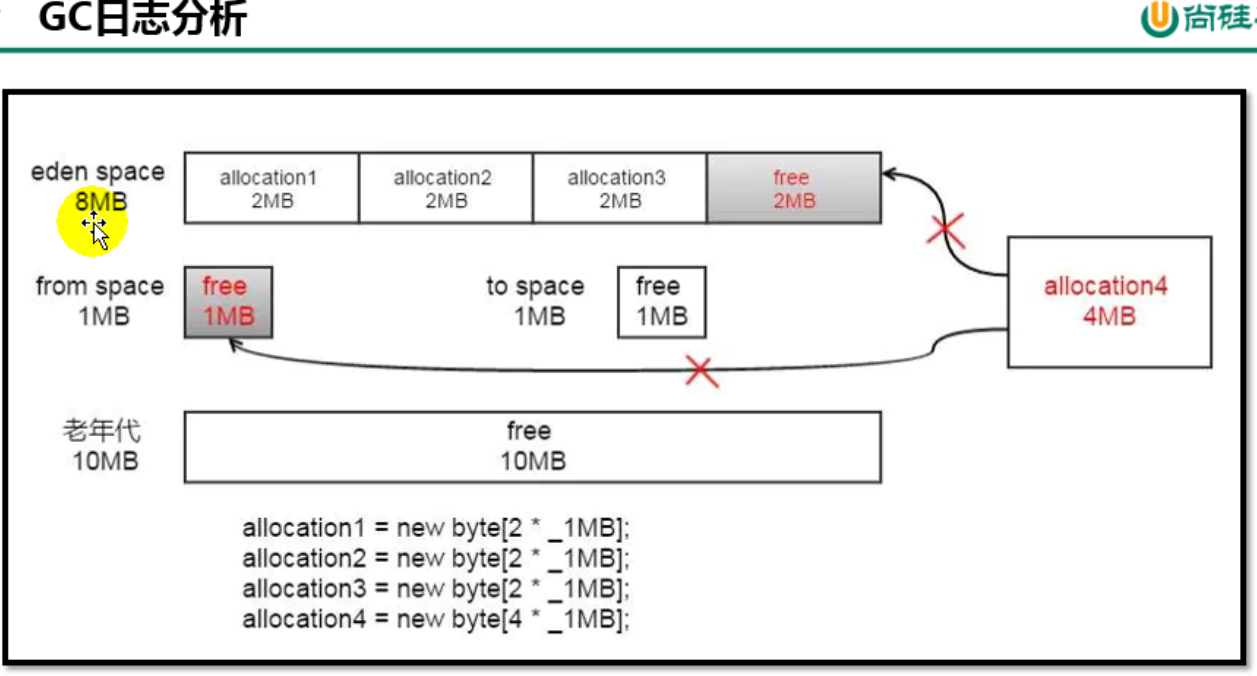 GC日志分析
尚硅
eden space
8MB
allocation1
2MB
allocation2
2MB
allocation3
2MB
free
2MB
from space
1MB
free
1MB
to space
1MB
free
1MB
allocation4
4MB
老年代
10MB
free
10MB
allocation1 = new byte[2 * _1MB];
allocation2 = new byte[2 * _1MB];
allocation3 = new byte[2 * _1MB];
allocation4 = new byte[4 * _1MB];